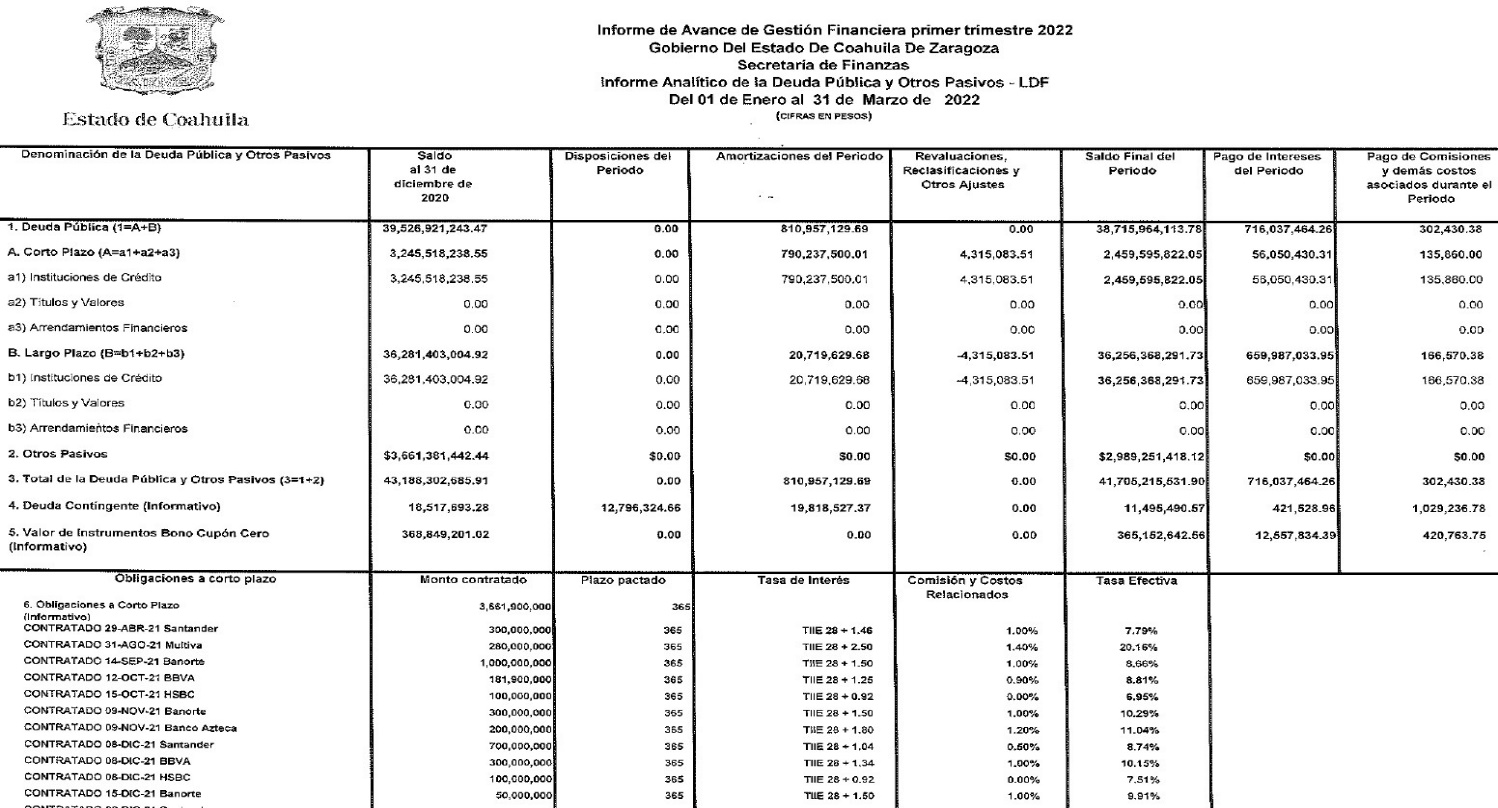 Estado de Coahuila
Informe de Avance de Gestión Financiera primer trimestre 2022
Gobierno Del Estado De Coahuila De Zaragoza
Secretaría de Finanzas
Informe Analítico de la Deuda Pública y Otros Pasivos - LDF
Del 01 de Enero al 31 de Marzo de 2022
(CIFRAS EN PESOS)
Denominación de la Deuda Pública y Otros Pasivos Saldo al 31 de diciembre de 2020 Disposiciones del Periodo Amortizaciones del Periodo Revaluaciones, Reclasificaciones y Otros Ajustes Saldo Final del Periodo Pago de Intereses del Periodo Pago de Comisiones y demás costos asociados durante el Periodo
1. Deuda Pública (1=A+B) 39,526,921,243.47 0.00 810,957,129.69 0.00 38,715,964,113.78 716,037,464.26 302,430.38
A. Corto Plazo (A=a1+a2+a3) 3,245,518,238.55 0.00 790,237,500.01 4,315,083.51 2,459,595,822.05 56,050,430.31 135,860.00
a1) Instituciones de Crédito 3,245,518,238.55 0.00 790,237,500.01 4,315,083.51 2,459,595,822.05 56,050,430.31 135,860.00
a2) Títulos y Valores 0.00 0.00 0.00 0.00 0.00 0.00 0.00
a3) Arrendamientos Financieros 0.00 0.00 0.00 0.00 0.00 0.00 0.00
B. Largo Plazo (B=b1+b2+b3) 36,281,403,004.92 0.00 20,719,629.68 -4,315,083.51 36,256,368,291.73 659,987,033.95 166,570.38
b1) Instituciones de Crédito 36,281,403,004.92 0.00 20,719,629.68 -4,315,083.51 36,256,368,291.73 659,987,033.95 166,570.38
b2) Títulos y Valores 0.00 0.00 0.00 0.00 0.00 0.00 0.00
b3) Arrendamientos Financieros 0.00 0.00 0.00 0.00 0.00 0.00 0.00
2. Otros Pasivos $3,661,381,442.44 $0.00 $0.00 $0.00 $2,989,251,418.12 $0.00 $0.00
3. Total de la Deuda Pública y Otros Pasivos (3=1+2) 43,188,302,685.91 0.00 810,957,129.69 0.00 41,705,215,531.90 716,037,464.26 302,430.38
4. Deuda Contingente (Informativo) 18,517,693.28 12,796,324.66 19,818,527.37 0.00 11,495,490.57 421,528.96 1,029,236.78
5. Valor de Instrumentos Bono Cupón Cero (Informativo) 368,849,201.02 0.00 0.00 0.00 365,152,642.56 12,557,834.39 420,763.75
Obligaciones a corto plazo Monto contratado Plazo pactado Tasa de Interés Comisión y Costos Relacionados Tasa Efectiva
6. Obligaciones a Corto Plazo (Informativo) 3,661,900,000 365
CONTRATADO 29-ABR-21 Santander 300,000,000 365 TIIE 28 + 1.46 1.00% 7.79%
CONTRATADO 31-AGO-21 Multiva 280,000,000 365 TIIE 28 + 2.50 1.40% 20.16%
CONTRATADO 14-SEP-21 Banorte 1,000,000,000 365 TIIE 28 + 1.50 1.00% 8.66%
CONTRATADO 12-OCT-21 BBVA 181,900,000 365 TIIE 28 + 1.25 0.90% 8.81%
CONTRATADO 15-OCT-21 HSBC 100,000,000 365 TIIE 28 + 0.92 0.00% 6.95%
CONTRATADO 09-NOV-21 Banorte 300,000,000 365 TIIE 28 + 1.50 1.00% 10.29%
CONTRATADO 09-NOV-21 Banco Azteca 200,000,000 365 TIIE 28 + 1.80 1.20% 11.04%
CONTRATADO 08-DIC-21 Santander 700,000,000 365 TIIE 28 + 1.04 0.50% 8.74%
CONTRATADO 08-DIC-21 BBVA 300,000,000 365 TIIE 28 + 1.34 1.00% 10.15%
CONTRATADO 08-DIC-21 HSBC 100,000,000 365 TIIE 28 + 0.92 0.00% 7.51%
CONTRATADO 15-DIC-21 Banorte 50,000,000 365 TIIE 28 + 1.50 1.00% 9.91%